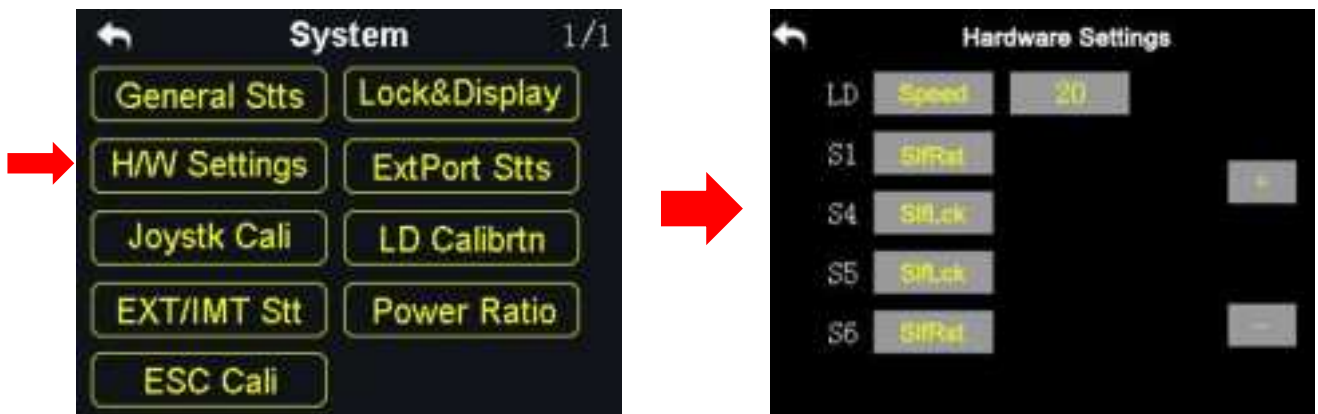 System 1/1
General Stts Lock&Display
H/W Settings ExtPort Stts
Joystk Cali LD Calibrtn
EXT/IMT Stt Power Ratio
ESC Cali
Hardware Settings
LD Speed 20
S1 SlfRst
+
S4 SlfLck
S5 SlfLck
S6 SlfRst
-